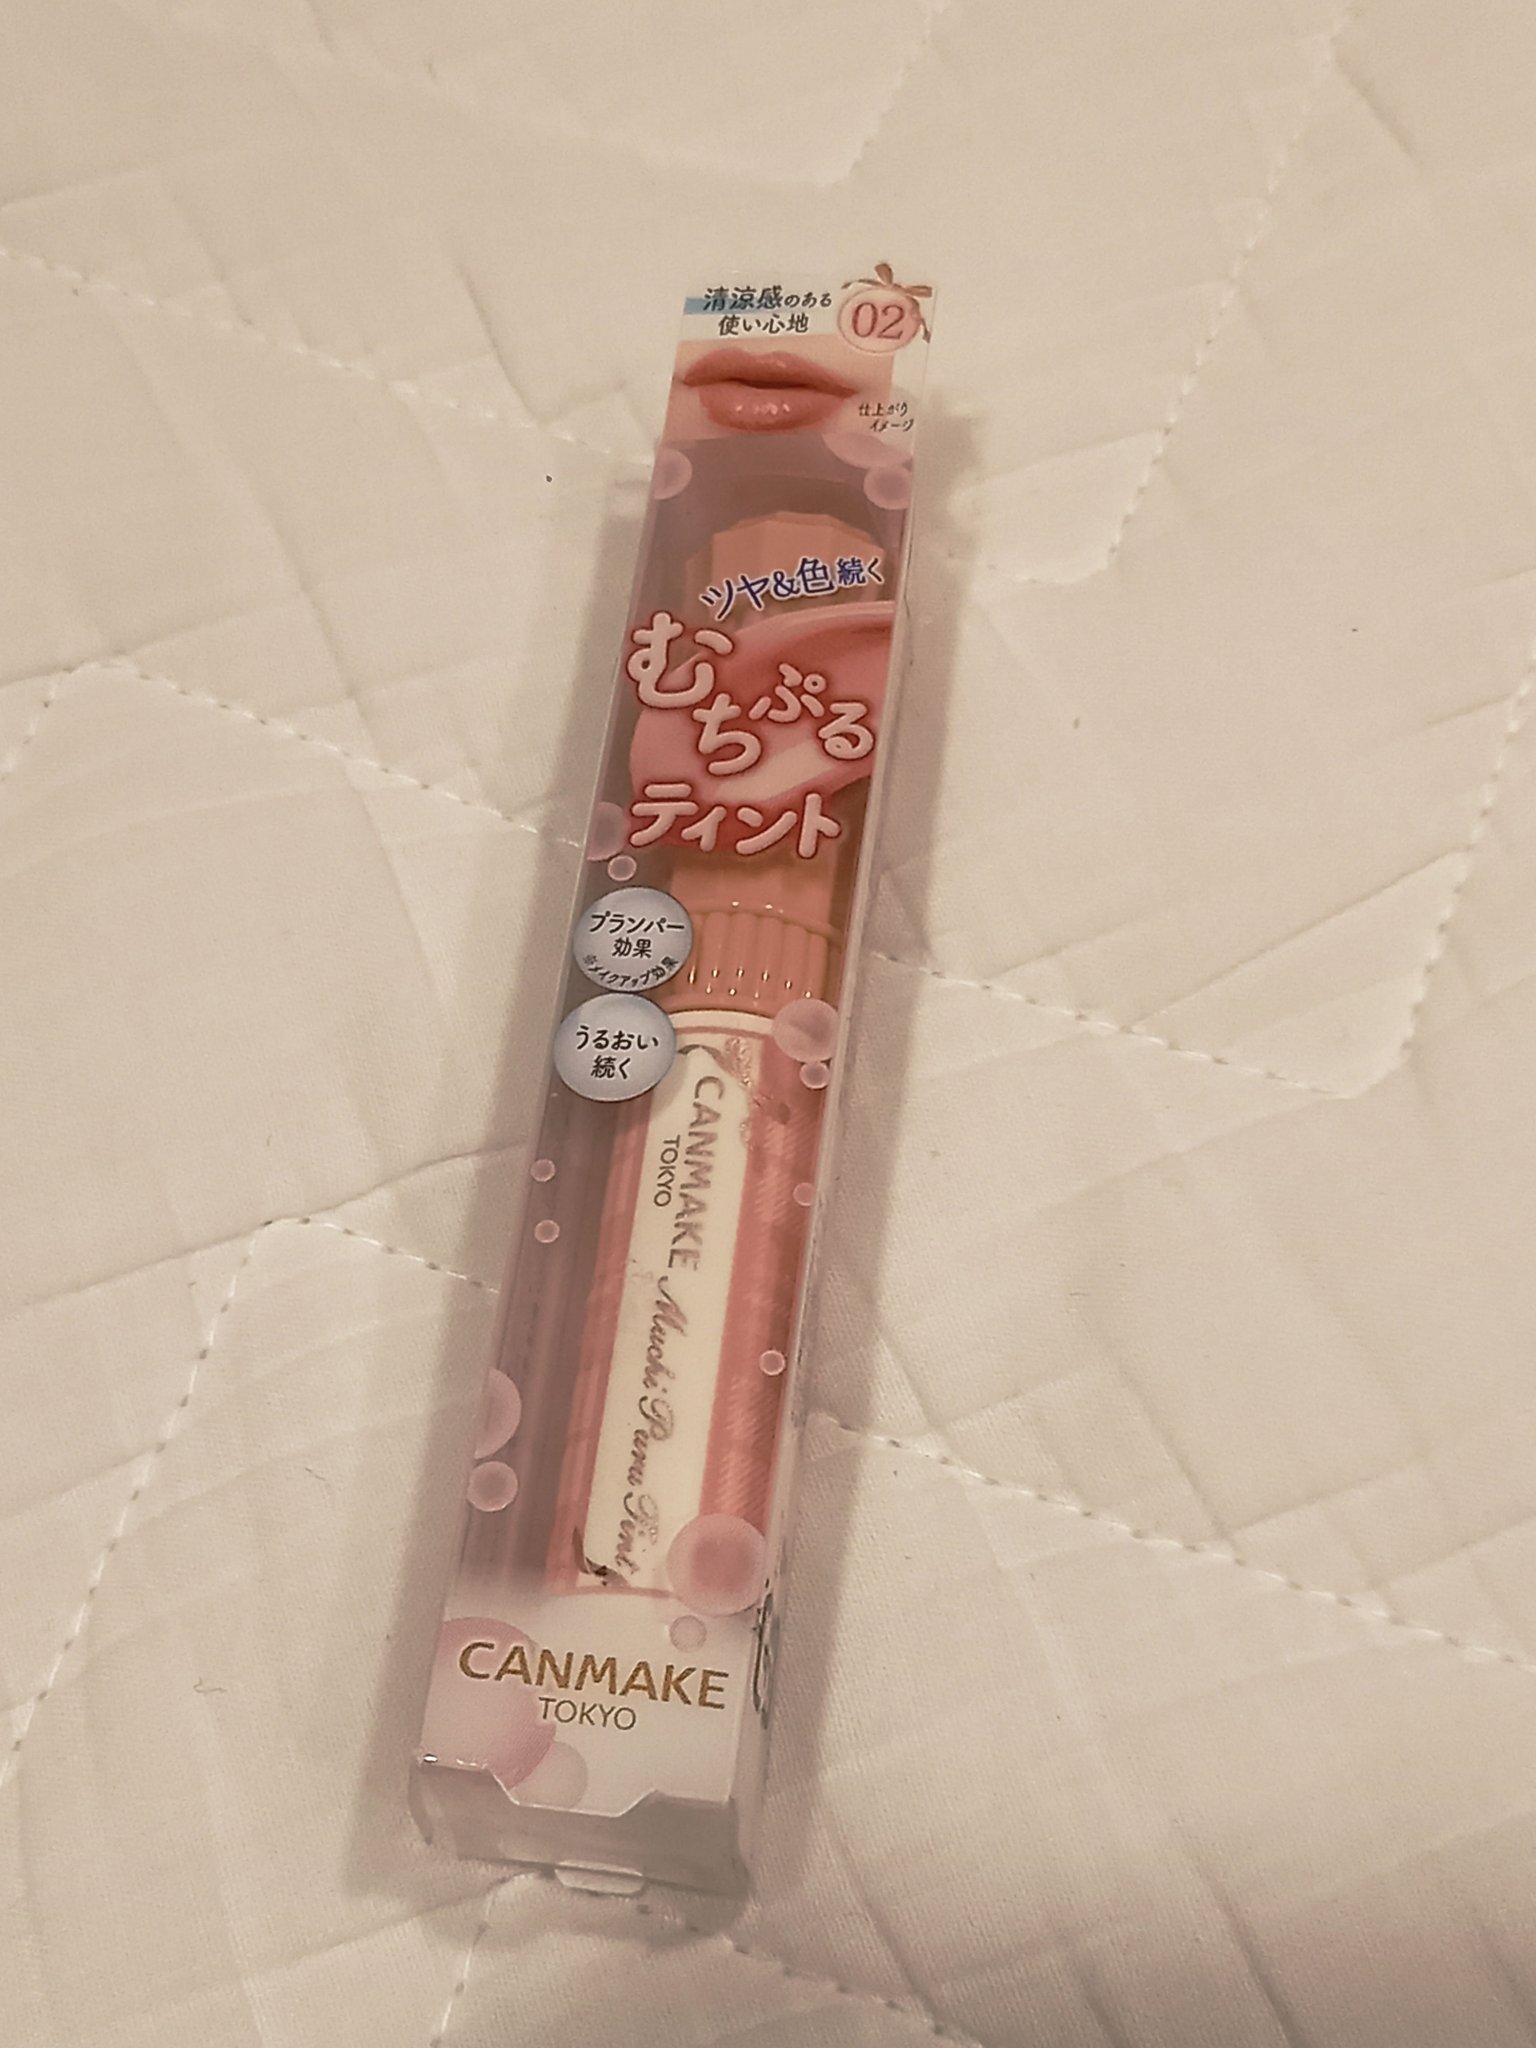 清涼感のある
使い心地
02
仕上がり
イメージ
ツヤ&色続く
むちぷる
ティント
プランパー
効果
※メイクアップ効果
うるおい
続く
CANMAKE
TOKYO
Muchi Puru Tint
CANMAKE
TOKYO